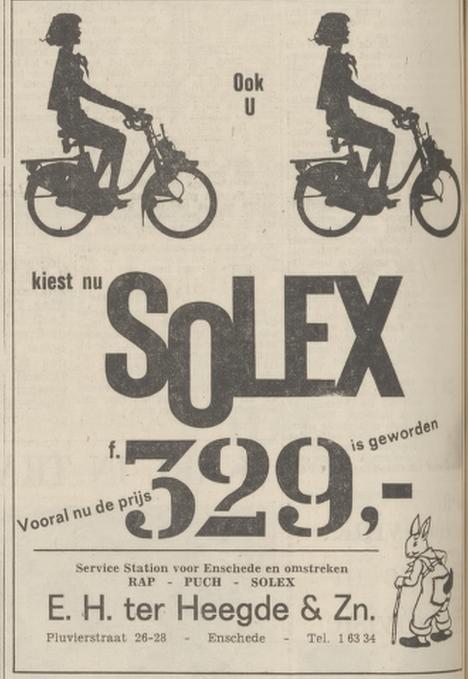 Ook
U
kiest nu
SOLEX
Vooral nu de prijs
f. 329,-
is geworden
Service Station voor Enschede en omstreken
RAP - PUCH - SOLEX
E. H. ter Heegde & Zn.
Pluvierstraat 26-28 - Enschede - Tel. 1 63 34